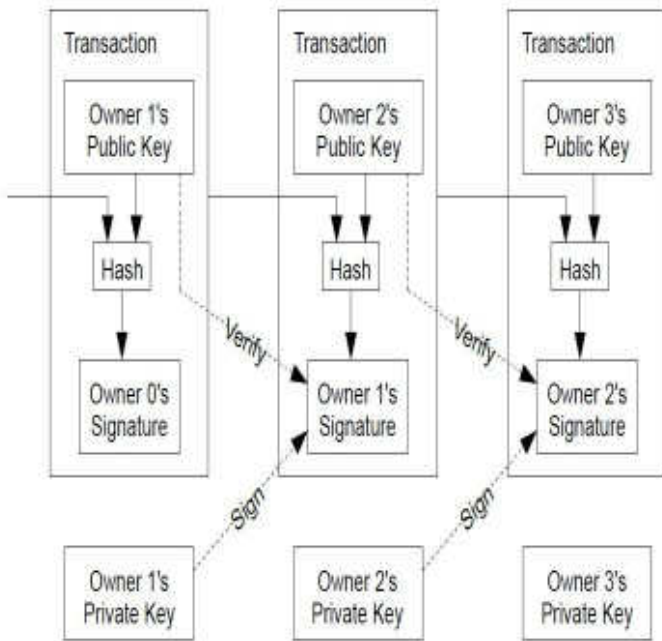 Transaction
Owner 1's
Public Key
Hash
Verify
Owner 0's
Signature
Sign
Owner 1's
Private Key
Transaction
Owner 2's
Public Key
Hash
Verify
Owner 1's
Signature
Sign
Owner 2's
Private Key
Transaction
Owner 3's
Public Key
Hash
Owner 2's
Signature
Owner 3's
Private Key